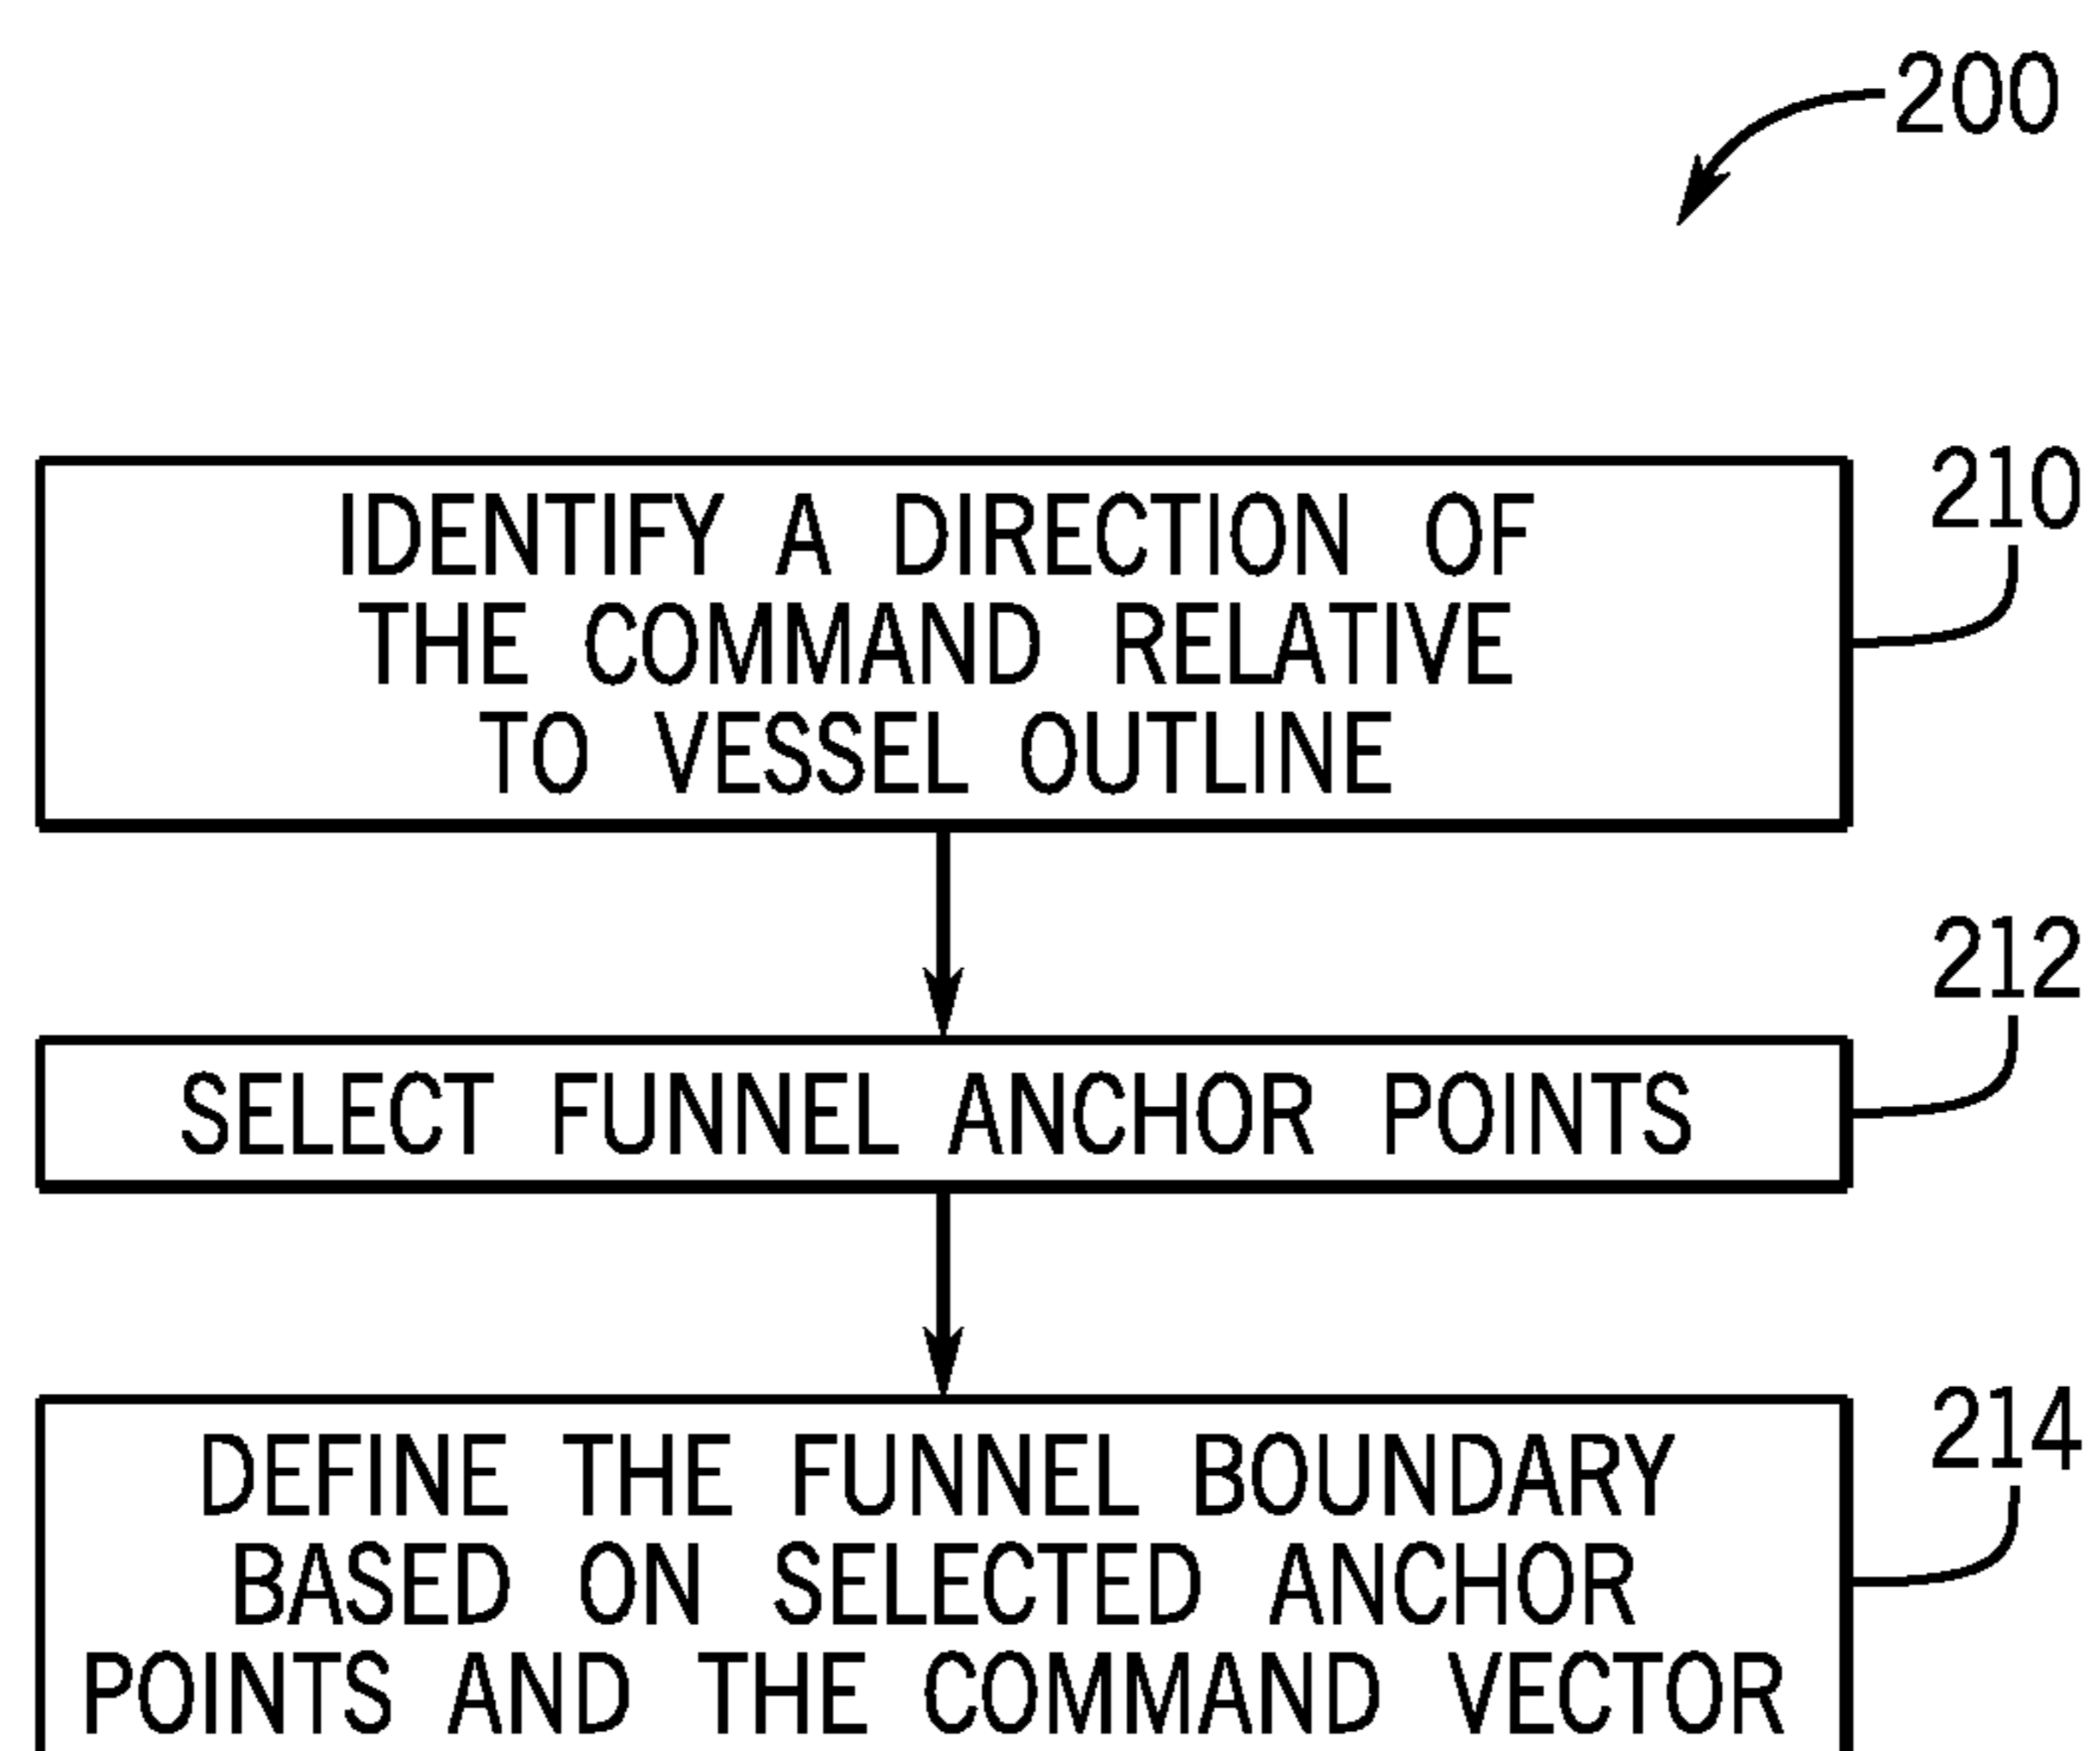 200
210
IDENTIFY A DIRECTION OF
THE COMMAND RELATIVE
TO VESSEL OUTLINE
212
SELECT FUNNEL ANCHOR POINTS
214
DEFINE THE FUNNEL BOUNDARY
BASED ON SELECTED ANCHOR
POINTS AND THE COMMAND VECTOR